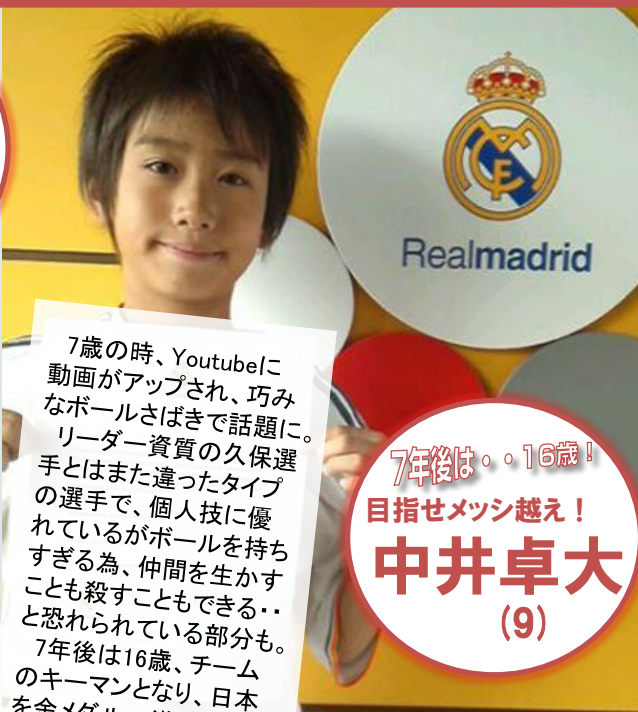 Realmadrid
7歳の時、Youtubeに
動画がアップされ、巧み
なボールさばきで話題に。
リーダー資質の久保選
手とはまた違ったタイプ
の選手で、個人技に優
れているがボールを持ち
すぎる為、仲間を生かす
ことも殺すこともできる・・
と恐れられている部分も。
7年後は16歳、チーム
のキーマンとなり、日本
を金メダル
7年後は・・16歳！
目指せメッシ越え！
中井卓大
(9)